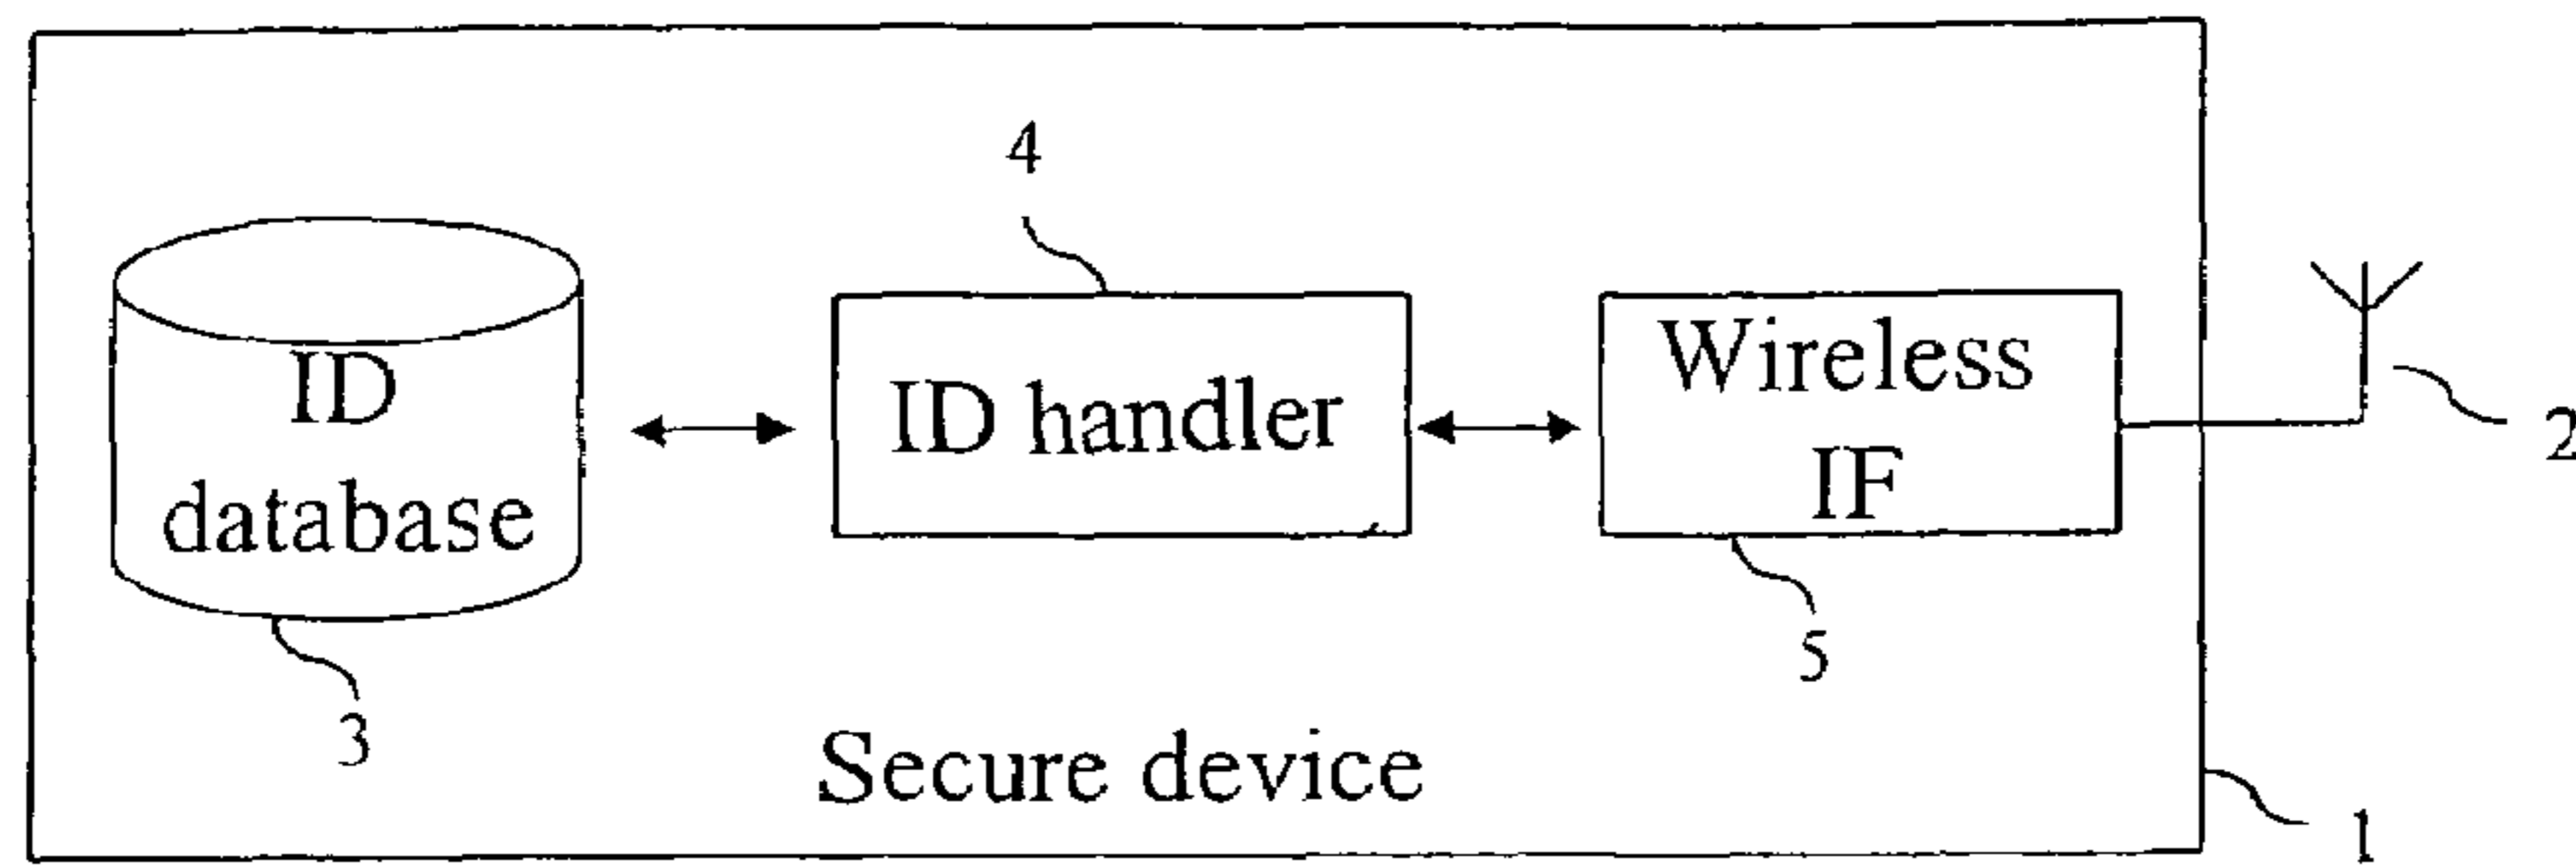 4
ID
database
ID handler
Wireless
IF
2
3
5
Secure device
1